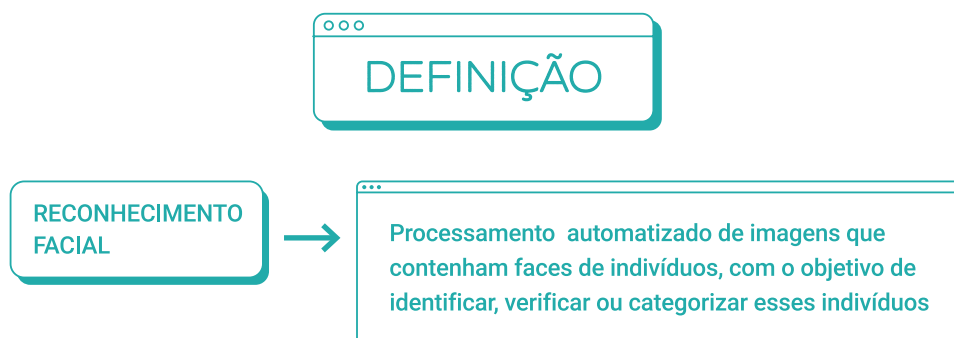 DEFINIÇÃO
RECONHECIMENTO
FACIAL
Processamento automatizado de imagens que
contenham faces de indivíduos, com o objetivo de
identificar, verificar ou categorizar esses indivíduos